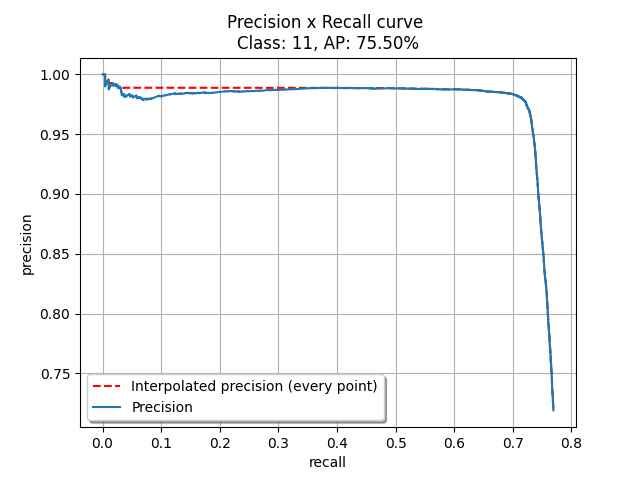 Precision x Recall curve
Class: 11, AP: 75.50%
1.00
0.95
0.90
0.85
0.80
0.75
precision
Interpolated precision (every point)
Precision
0.0 0.1 0.2 0.3 0.4 0.5 0.6 0.7 0.8
recall